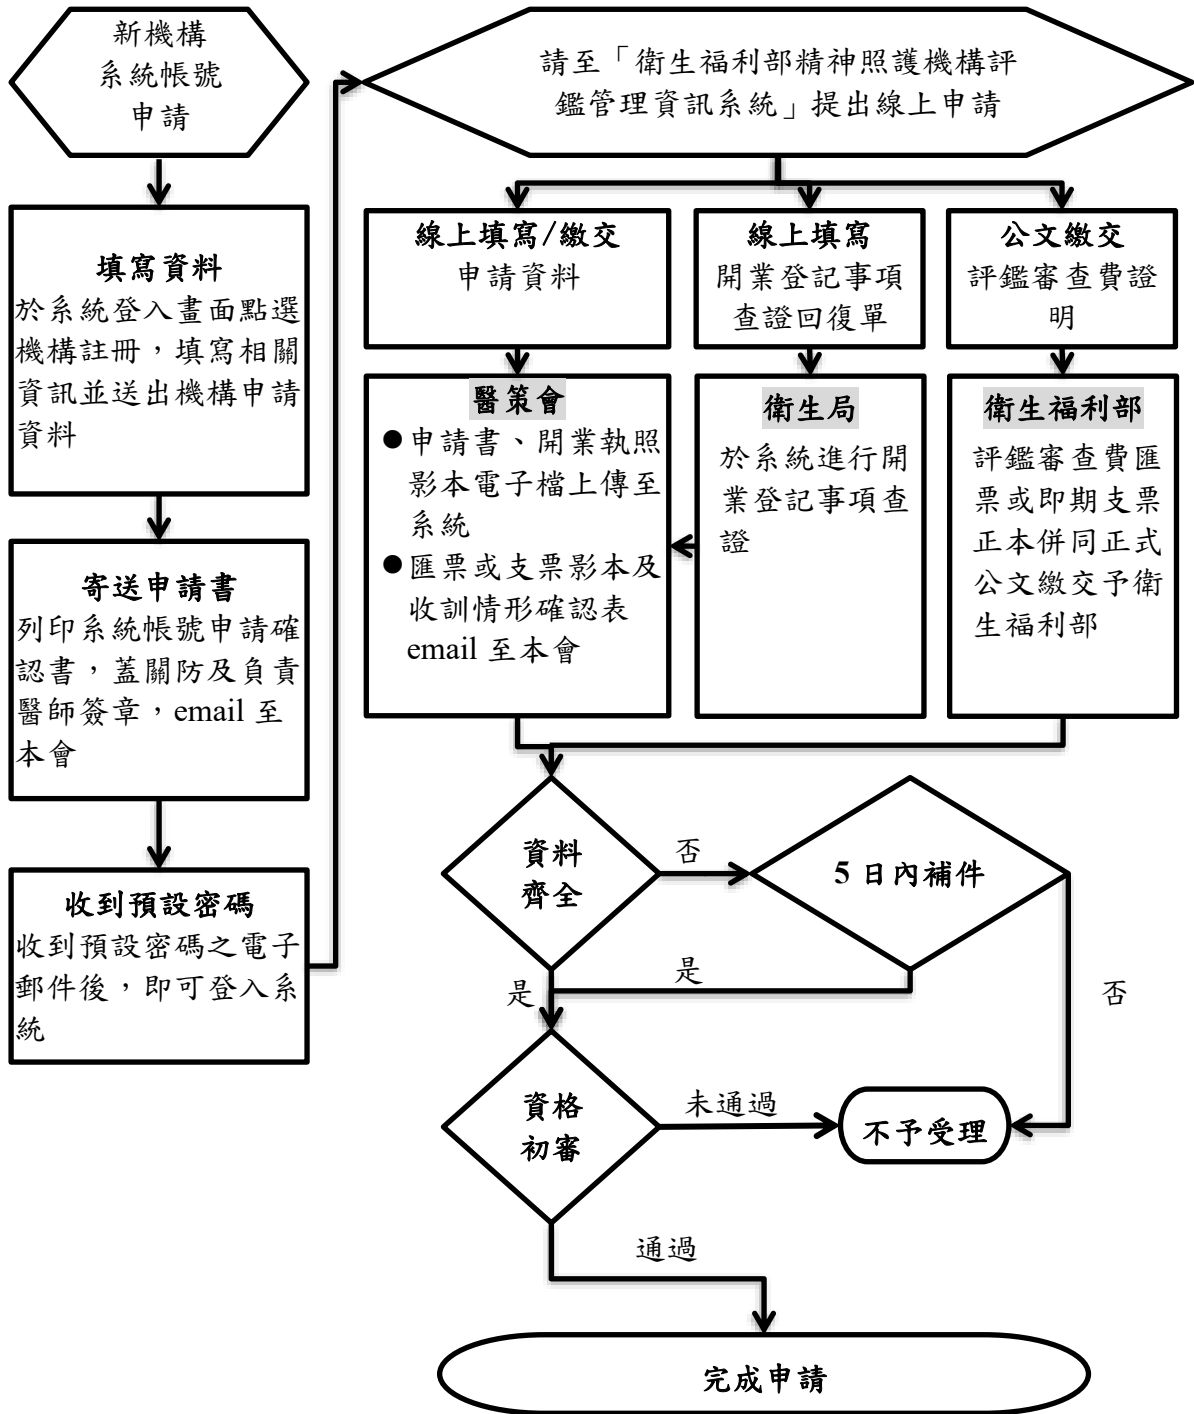 新機構
系統帳號
申請
填寫資料
於系統登入畫面點選
機構註冊，填寫相關
資訊並送出機構申請
資料
寄送申請書
列印系統帳號申請確
認書，蓋關防及負責
醫師簽章，email 至
本會
收到預設密碼
收到預設密碼之電子
郵件後，即可登入系
統
請至「衛生福利部精神照護機構評
鑑管理資訊系統」提出線上申請
線上填寫/繳交
申請資料
線上填寫
開業登記事項
查證回復單
公文繳交
評鑑審查費證
明
醫策會
●申請書、開業執照
影本電子檔上傳至
系統
●匯票或支票影本及
收訓情形確認表
email 至本會
衛生局
於系統進行開
業登記事項查
證
衛生福利部
評鑑審查費匯
票或即期支票
正本併同正式
公文繳交予衛
生福利部
資料
齊全
否
5 日內補件
是
是
否
資格
初審
未通過
不予受理
通過
完成申請